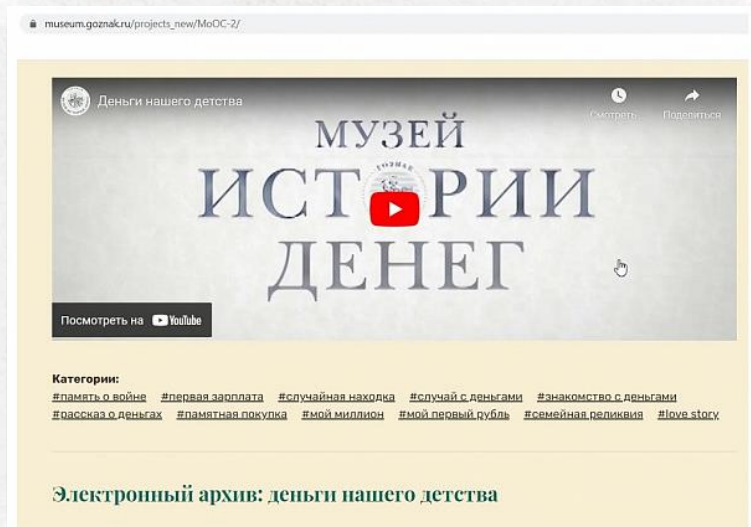 museum.goznak.ru/projects_new/MoOC-2/
Деньги нашего детства
Смотреть...
Поделиться
МУЗЕЙ
ИСТОРИИ
ГОЗНАК
ДЕНЕГ
Посмотреть на YouTube
Категории:
#память о войне #первая зарплата #случайная находка #случай с деньгами #знакомство с деньгами
#рассказ о деньгах #памятная покупка #мой миллион #мой первый рубль #семейная реликвия #love story
Электронный архив: деньги нашего детства